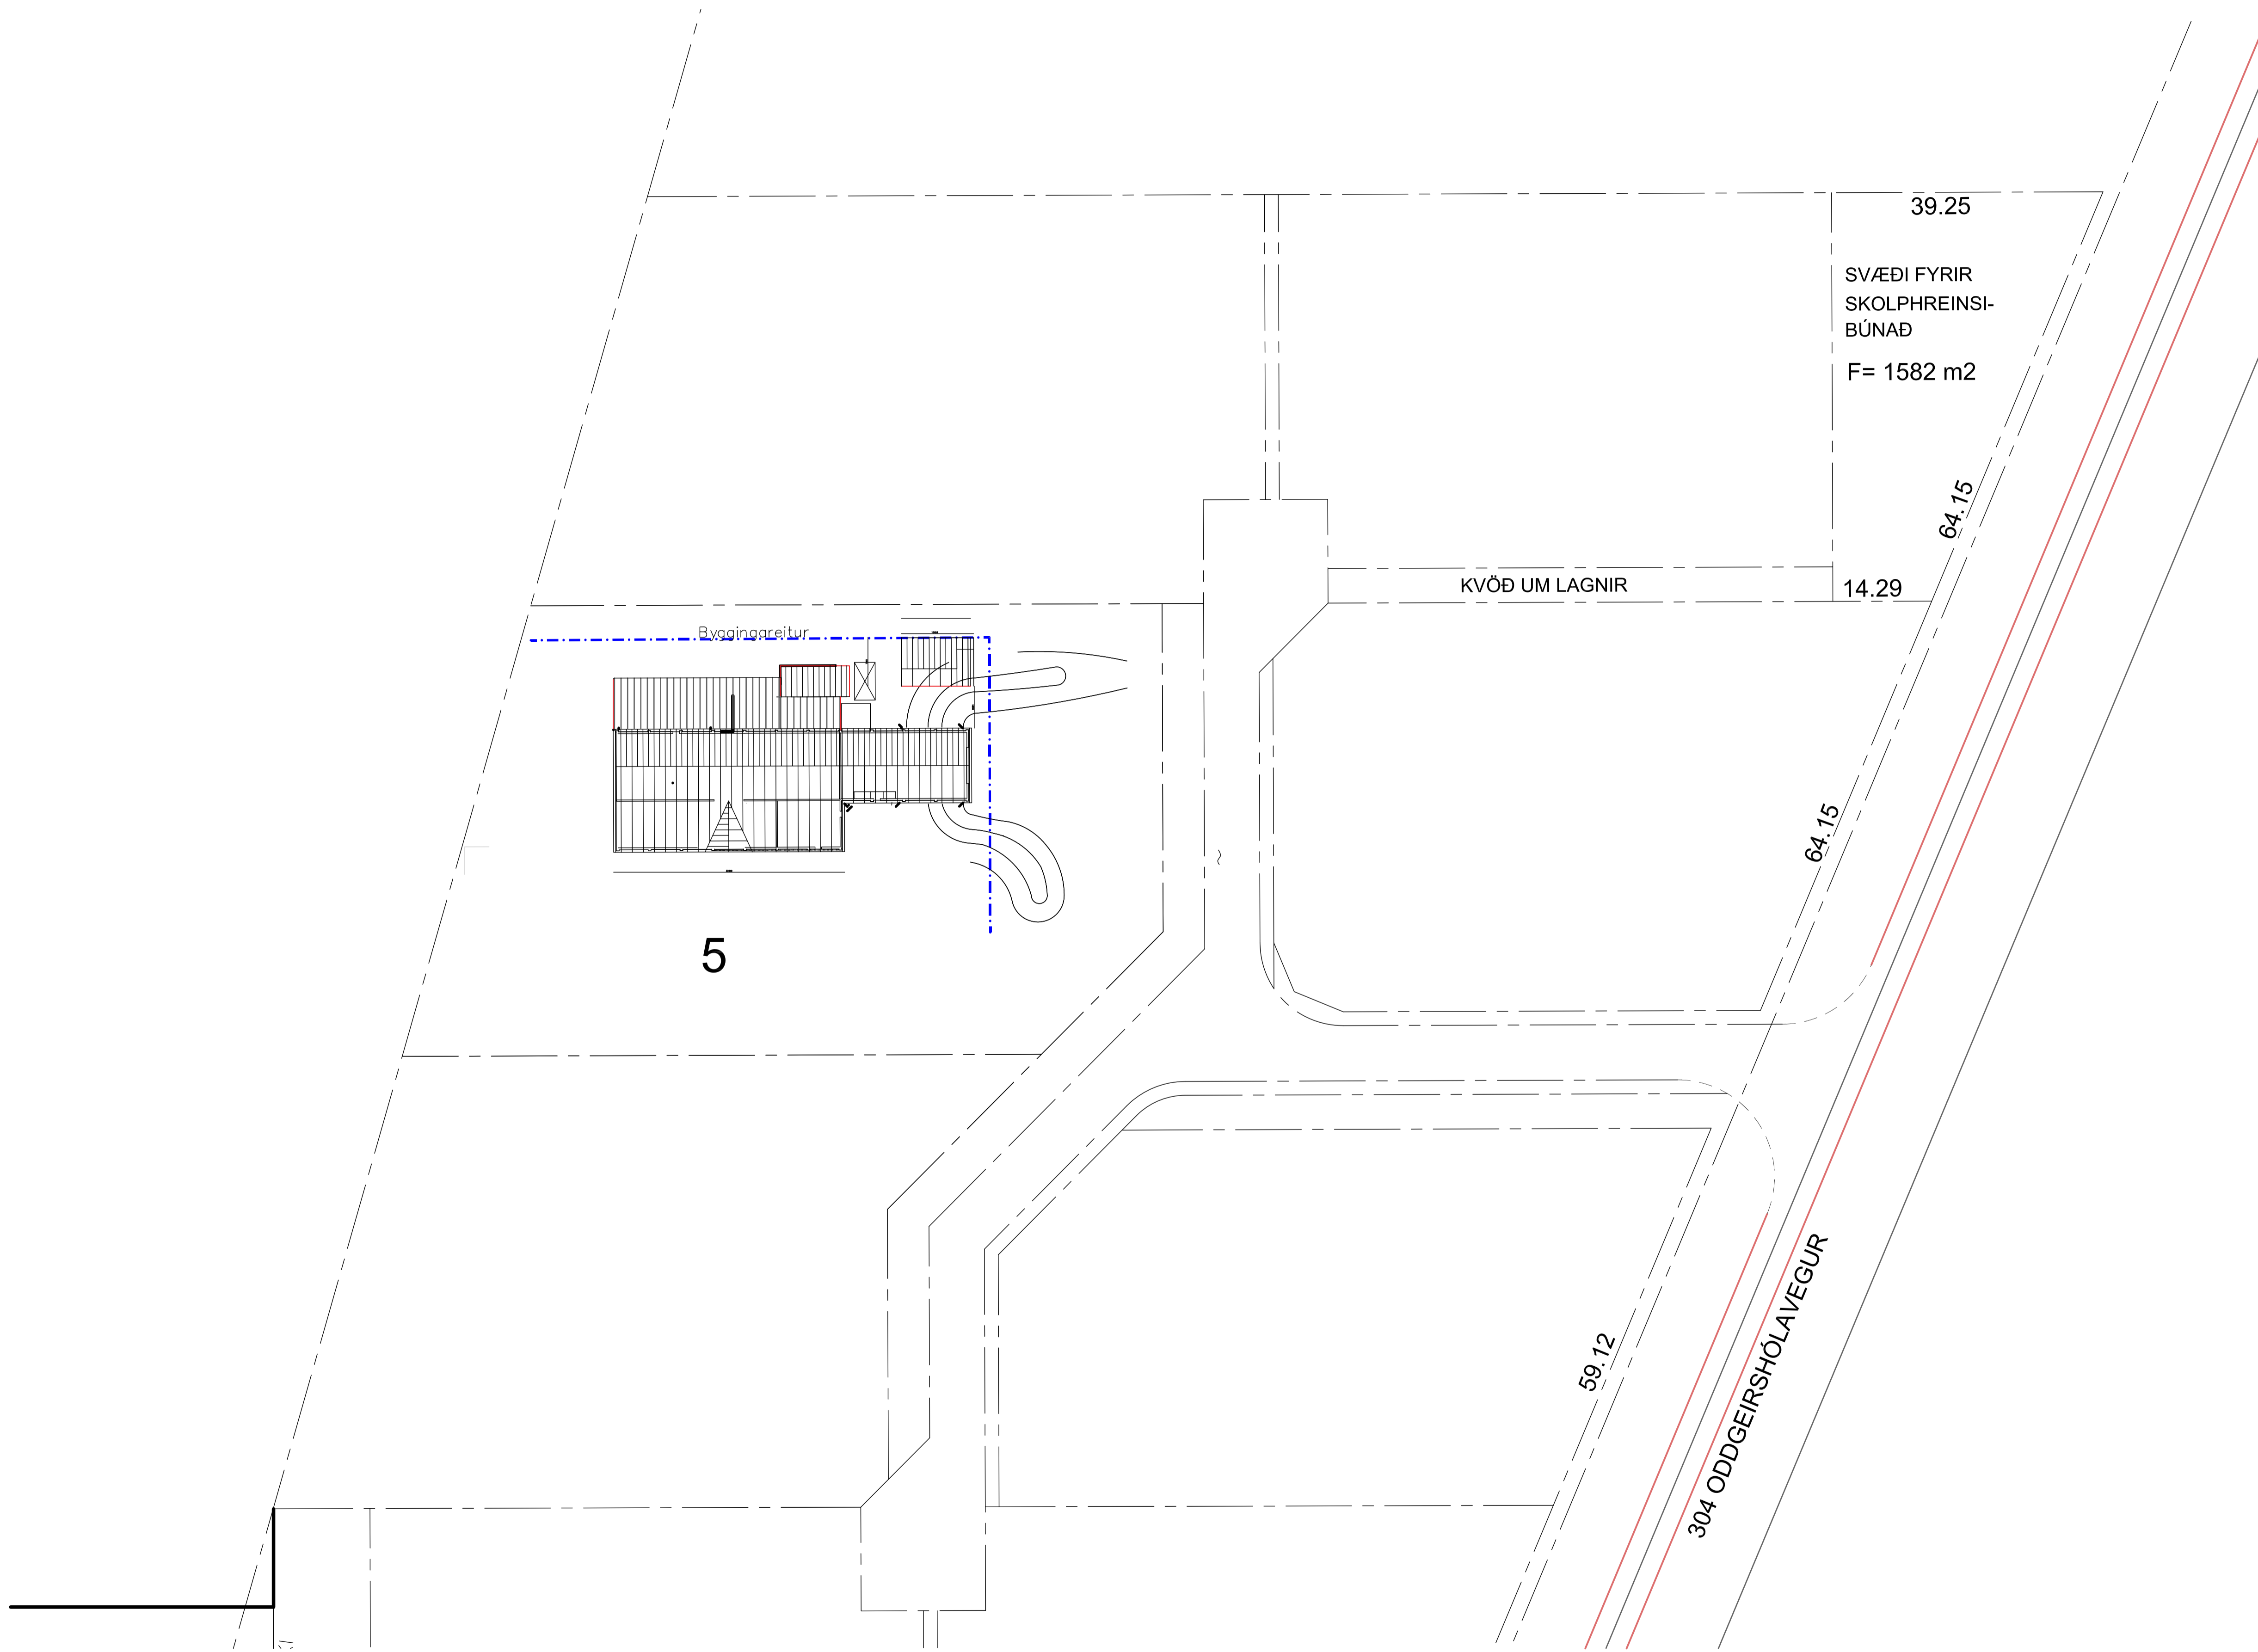 39.25
SVÆÐI FYRIR
SKOLPHREINSI-
BÚNAÐ
F= 1582 m2
64.15
KVÖÐ UM LAGNIR
14.29
Byggingareitur
64.15
5
59.12
304 ODDGEIRSHÓLAVEGUR